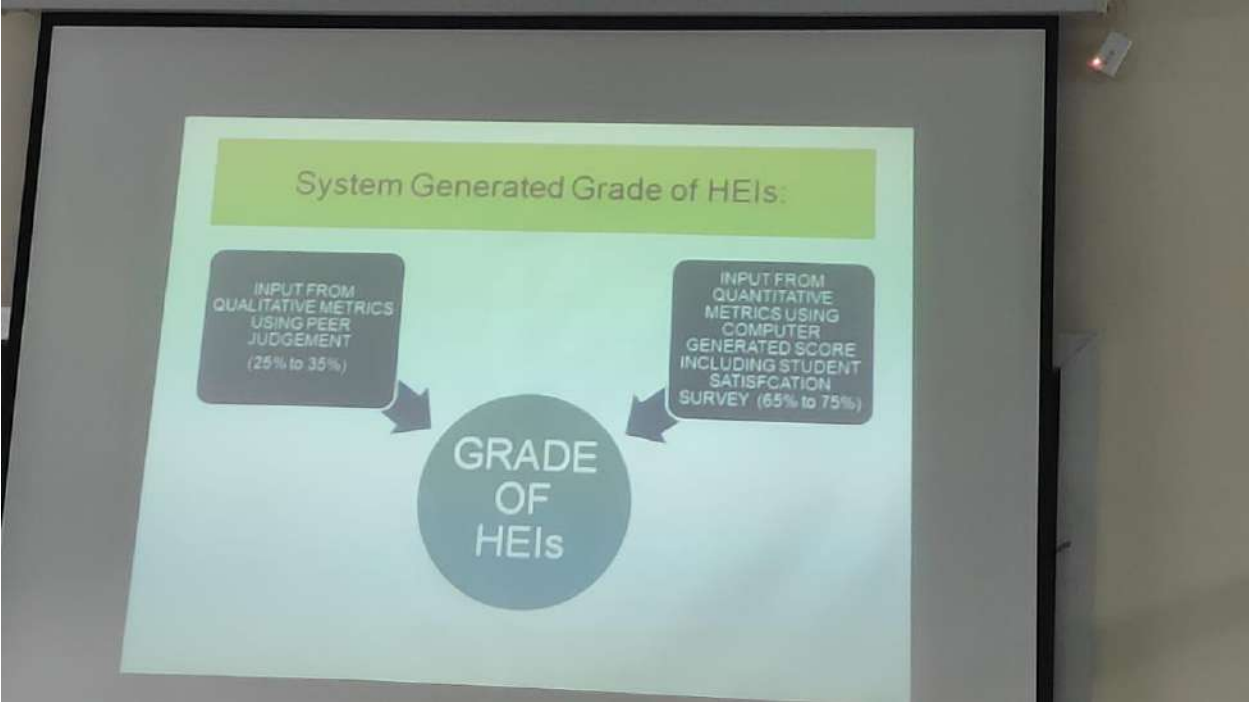 System Generated Grade of HEIs:
INPUT FROM
QUALITATIVE METRICS
USING PEER
JUDGEMENT
(25% to 35%)
INPUT FROM
QUANTITATIVE
METRICS USING
COMPUTER
GENERATED SCORE
INCLUDING STUDENT
SATISFCATION
SURVEY (65% to 75%)
GRADE
OF
HEIs